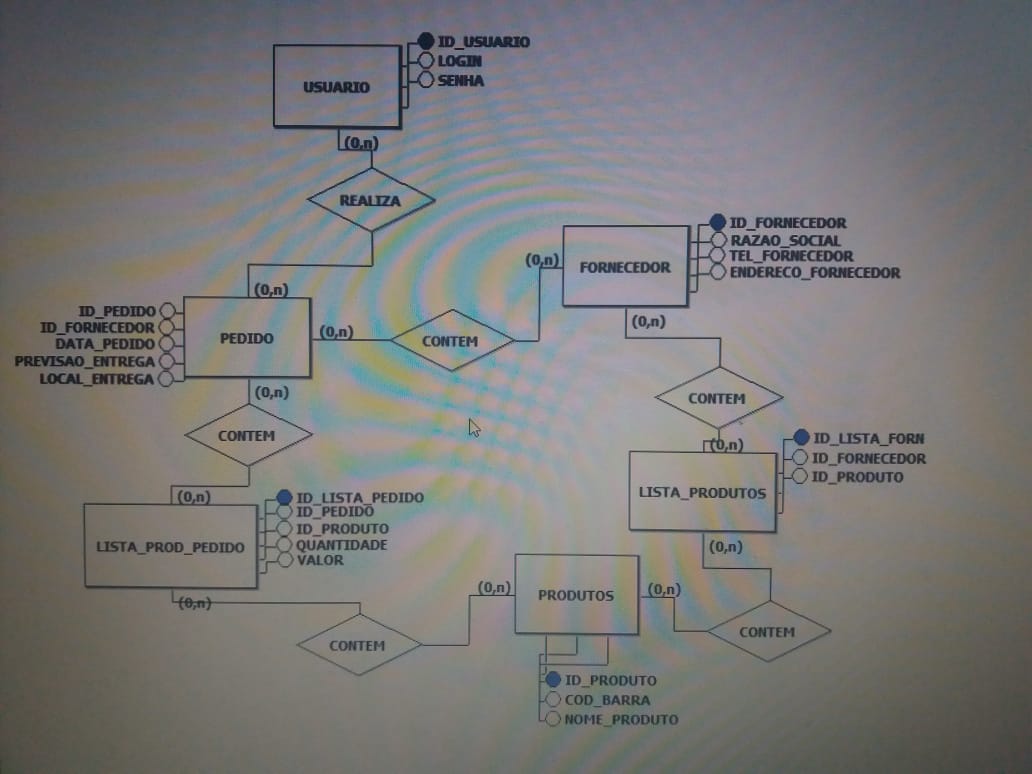 ID_USUARIO
LOGIN
SENHA
USUARIO
(0,n)
REALIZA
(0,n)
ID_FORNECEDOR
RAZAO_SOCIAL
TEL_FORNECEDOR
ENDERECO_FORNECEDOR
FORNECEDOR
(0,n)
(0,n)
ID_PEDIDO
ID_FORNECEDOR
DATA_PEDIDO
PREVISAO_ENTREGA
LOCAL_ENTREGA
PEDIDO
(0,n)
CONTEM
(0,n)
CONTEM
CONTEM
(0,n)
ID_LISTA_FORN
ID_FORNECEDOR
ID_PRODUTO
LISTA_PRODUTOS
(0,n)
(0,n)
ID_LISTA_PEDIDO
ID_PEDIDO
ID_PRODUTO
QUANTIDADE
VALOR
LISTA_PROD_PEDIDO
(0,n)
CONTEM
(0,n)
PRODUTOS
(0,n)
CONTEM
ID_PRODUTO
COD_BARRA
NOME_PRODUTO